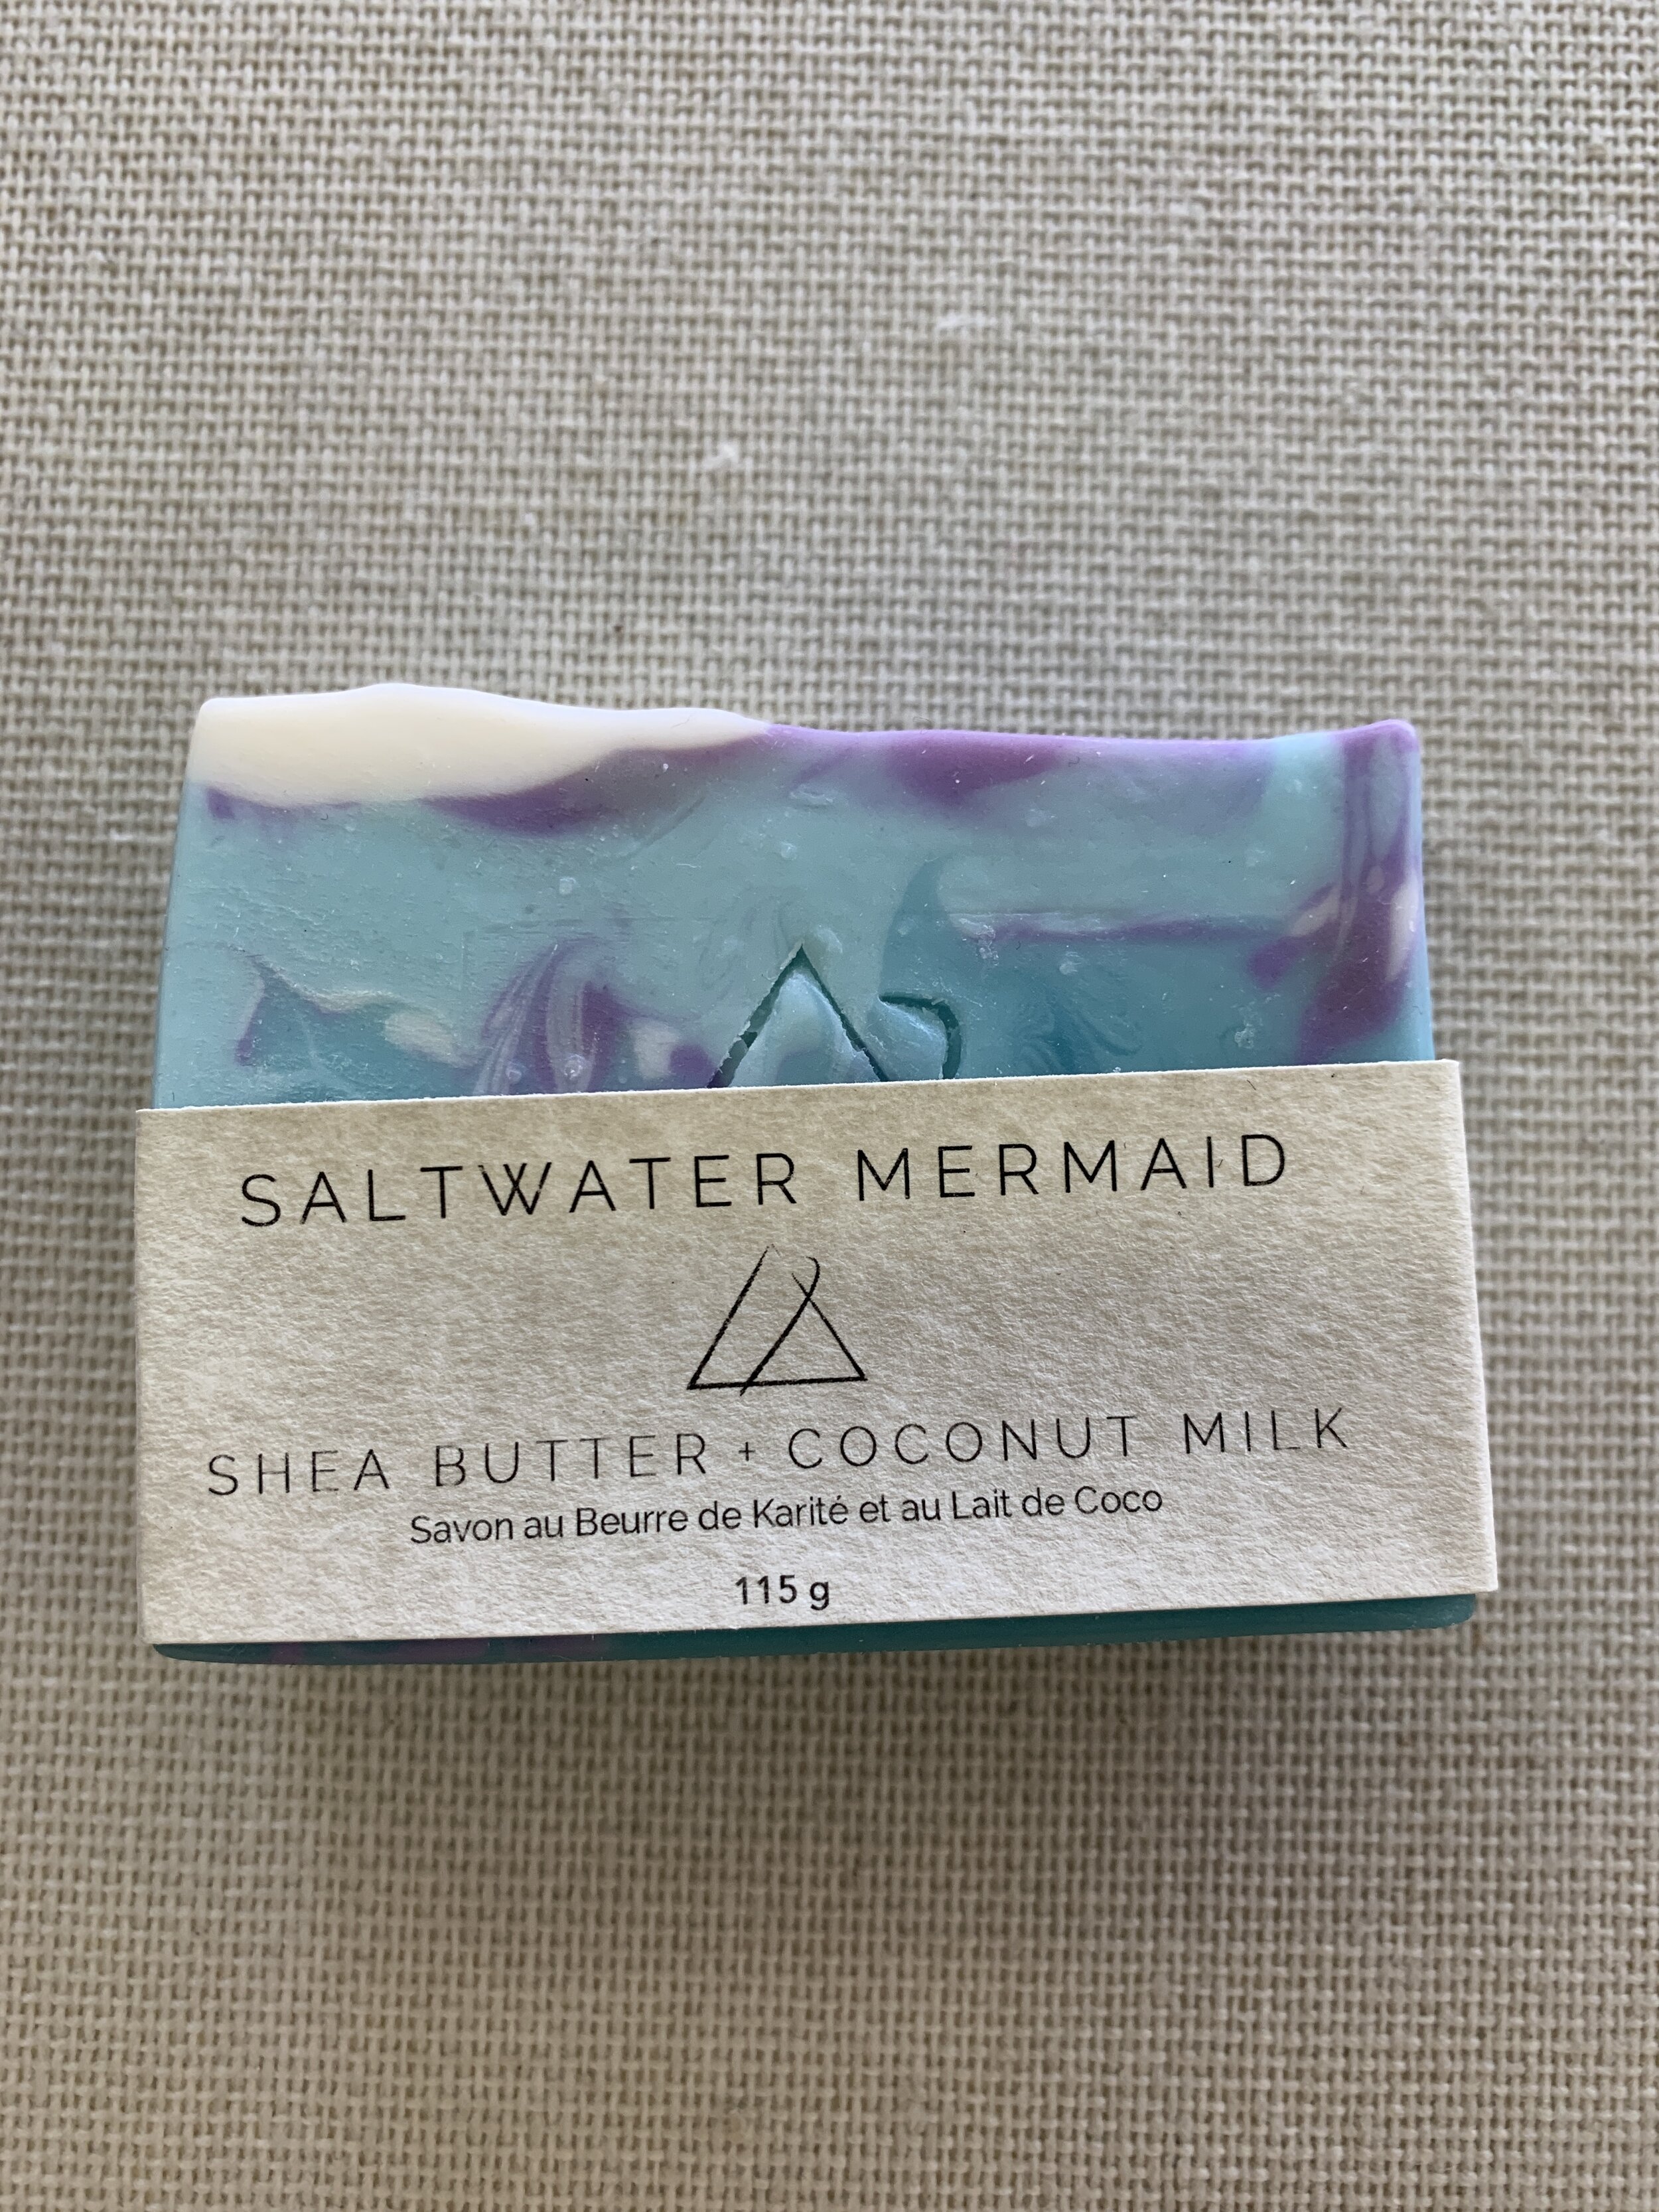 SALTWATER MERMAID
SHEA BUTTER + COCONUT MILK
Savon au Beurre de Karité et au Lait de Coco
115 g